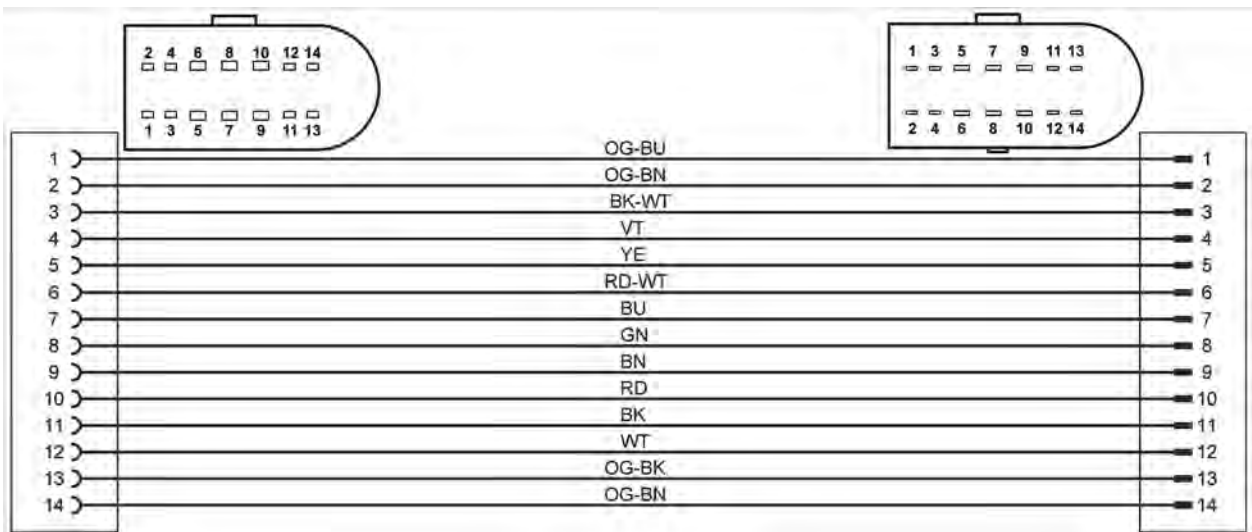 2 4 6 8 10 12 14
1 3 5 7 9 11 13
1 3 5 7 9 11 13
2 4 6 8 10 12 14
1 OG-BU 1
2 OG-BN 2
3 BK-WT 3
4 VT 4
5 YE 5
6 RD-WT 6
7 BU 7
8 GN 8
9 BN 9
10 RD 10
11 BK 11
12 WT 12
13 OG-BK 13
14 OG-BN 14